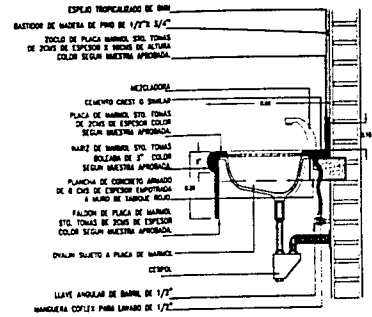 ESPEJO TROPICALIZADO DE 6MM
BASTIDOR DE MADERA DE PINO DE 1/2"X 3/4"
ZOCLO DE PLACA MARMOL STO. TOMAS
DE 2CMS DE ESPESOR X 10CMS DE ALTURA
COLOR SEGUN MUESTRA APROBADA.
MEZCLADORA
CEMENTO CREST O SIMILAR
PLACA DE MARMOL STO. TOMAS
DE 2CMS DE ESPESOR COLOR
SEGUN MUESTRA APROBADA.
NARIZ DE MARMOL STO. TOMAS
BOLEADA DE 3" COLOR
SEGUN MUESTRA APROBADA.
PLANCHA DE CONCRETO ARMADO
DE 8 CMS DE ESPESOR EMPOTRADA
A MURO DE TABIQUE ROJO
FALDON DE PLACA DE MARMOL
STO. TOMAS DE 2CMS DE ESPESOR
COLOR SEGUN MUESTRA APROBADA.
OVALIN SUJETO A PLACA DE MARMOL
CESPOL
LLAVE ANGULAR DE BARRIL DE 1/2"
MANGUERA COFLEX PARA LAVABO DE 1/2"